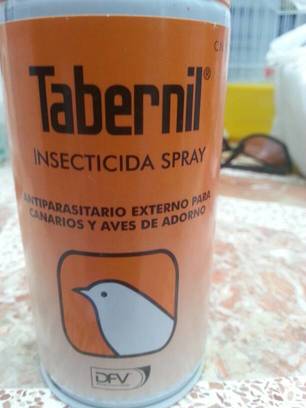 Tabernil®
INSECTICIDA SPRAY
ANTIPARASITARIO EXTERNO PARA
CANARIOS Y AVES DE ADORNO
DFV